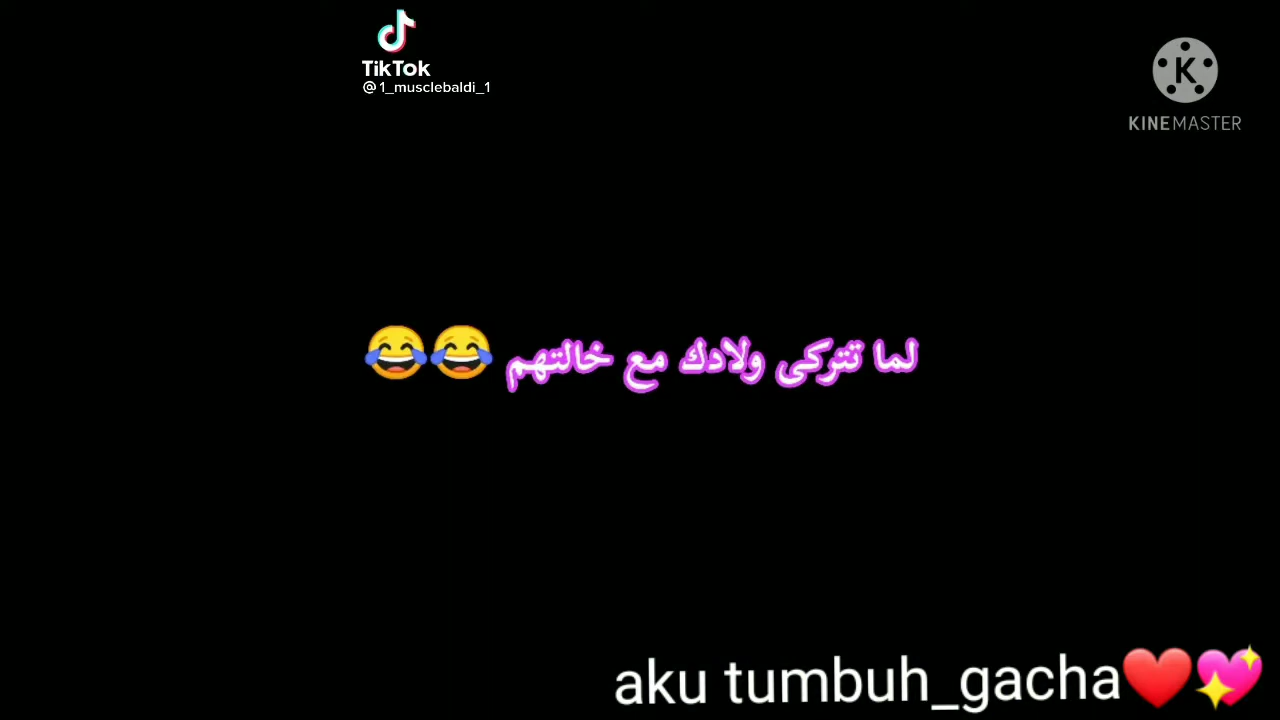 TikTok
@1_musclebaldi_1
KINEMASTER
لما تتركى ولادك مع خالتهم 😂😂
aku tumbuh_gacha❤️💖